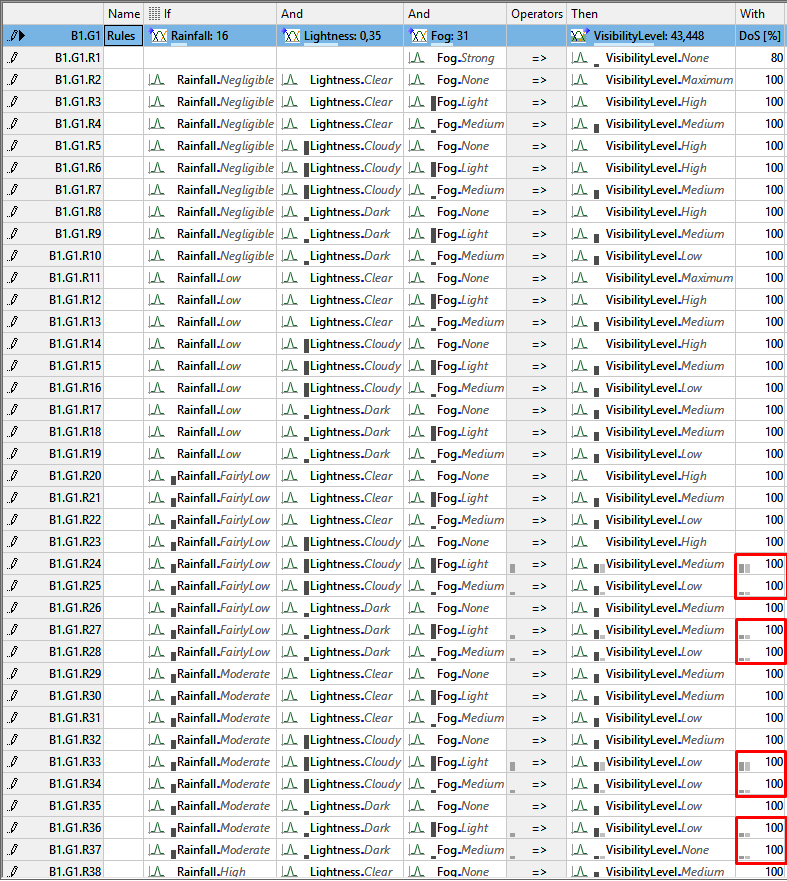 Name If And And Operators Then With
B1.G1 Rules Rainfall: 16 Lightness: 0,35 Fog: 31 VisibilityLevel: 43,448 DoS [%]
B1.G1.R1 Fog.Strong => VisibilityLevel.None 80
B1.G1.R2 Rainfall.Negligible Lightness.Clear Fog.None => VisibilityLevel.Maximum 100
B1.G1.R3 Rainfall.Negligible Lightness.Clear Fog.Light => VisibilityLevel.High 100
B1.G1.R4 Rainfall.Negligible Lightness.Clear Fog.Medium => VisibilityLevel.Medium 100
B1.G1.R5 Rainfall.Negligible Lightness.Cloudy Fog.None => VisibilityLevel.High 100
B1.G1.R6 Rainfall.Negligible Lightness.Cloudy Fog.Light => VisibilityLevel.High 100
B1.G1.R7 Rainfall.Negligible Lightness.Cloudy Fog.Medium => VisibilityLevel.Medium 100
B1.G1.R8 Rainfall.Negligible Lightness.Dark Fog.None => VisibilityLevel.High 100
B1.G1.R9 Rainfall.Negligible Lightness.Dark Fog.Light => VisibilityLevel.Medium 100
B1.G1.R10 Rainfall.Negligible Lightness.Dark Fog.Medium => VisibilityLevel.Low 100
B1.G1.R11 Rainfall.Low Lightness.Clear Fog.None => VisibilityLevel.Maximum 100
B1.G1.R12 Rainfall.Low Lightness.Clear Fog.Light => VisibilityLevel.High 100
B1.G1.R13 Rainfall.Low Lightness.Clear Fog.Medium => VisibilityLevel.Medium 100
B1.G1.R14 Rainfall.Low Lightness.Cloudy Fog.None => VisibilityLevel.High 100
B1.G1.R15 Rainfall.Low Lightness.Cloudy Fog.Light => VisibilityLevel.Medium 100
B1.G1.R16 Rainfall.Low Lightness.Cloudy Fog.Medium => VisibilityLevel.Low 100
B1.G1.R17 Rainfall.Low Lightness.Dark Fog.None => VisibilityLevel.Medium 100
B1.G1.R18 Rainfall.Low Lightness.Dark Fog.Light => VisibilityLevel.Medium 100
B1.G1.R19 Rainfall.Low Lightness.Dark Fog.Medium => VisibilityLevel.Low 100
B1.G1.R20 Rainfall.FairlyLow Lightness.Clear Fog.None => VisibilityLevel.High 100
B1.G1.R21 Rainfall.FairlyLow Lightness.Clear Fog.Light => VisibilityLevel.Medium 100
B1.G1.R22 Rainfall.FairlyLow Lightness.Clear Fog.Medium => VisibilityLevel.Low 100
B1.G1.R23 Rainfall.FairlyLow Lightness.Cloudy Fog.None => VisibilityLevel.High 100
B1.G1.R24 Rainfall.FairlyLow Lightness.Cloudy Fog.Light => VisibilityLevel.Medium 100
B1.G1.R25 Rainfall.FairlyLow Lightness.Cloudy Fog.Medium => VisibilityLevel.Low 100
B1.G1.R26 Rainfall.FairlyLow Lightness.Dark Fog.None => VisibilityLevel.Medium 100
B1.G1.R27 Rainfall.FairlyLow Lightness.Dark Fog.Light => VisibilityLevel.Medium 100
B1.G1.R28 Rainfall.FairlyLow Lightness.Dark Fog.Medium => VisibilityLevel.Low 100
B1.G1.R29 Rainfall.Moderate Lightness.Clear Fog.None => VisibilityLevel.Medium 100
B1.G1.R30 Rainfall.Moderate Lightness.Clear Fog.Light => VisibilityLevel.Medium 100
B1.G1.R31 Rainfall.Moderate Lightness.Clear Fog.Medium => VisibilityLevel.Low 100
B1.G1.R32 Rainfall.Moderate Lightness.Cloudy Fog.None => VisibilityLevel.Medium 100
B1.G1.R33 Rainfall.Moderate Lightness.Cloudy Fog.Light => VisibilityLevel.Low 100
B1.G1.R34 Rainfall.Moderate Lightness.Cloudy Fog.Medium => VisibilityLevel.Low 100
B1.G1.R35 Rainfall.Moderate Lightness.Dark Fog.None => VisibilityLevel.Low 100
B1.G1.R36 Rainfall.Moderate Lightness.Dark Fog.Light => VisibilityLevel.Low 100
B1.G1.R37 Rainfall.Moderate Lightness.Dark Fog.Medium => VisibilityLevel.None 100
B1.G1.R38 Rainfall.High Lightness.Clear Fog.None => VisibilityLevel.Low 100